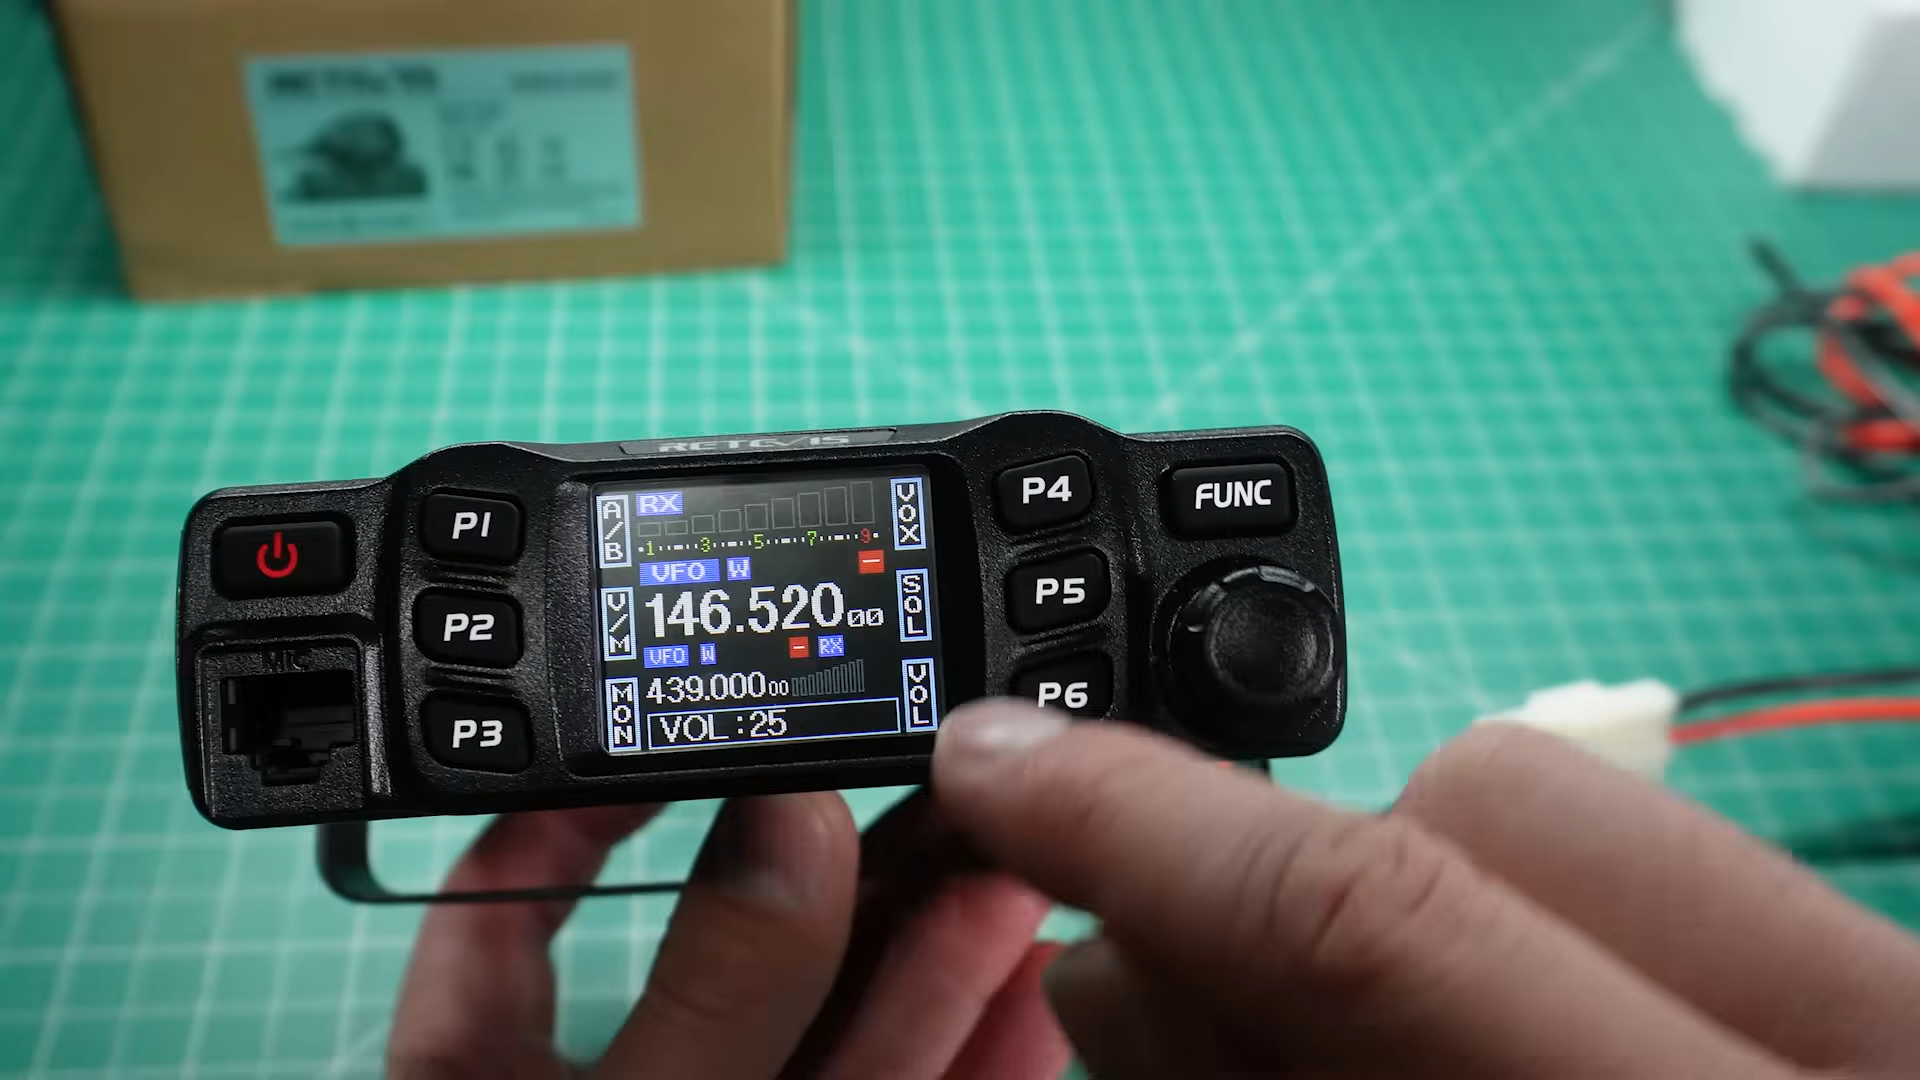 RETEVIS
P1
P2
P3
MIC
A/B
V/M
MON
RX
1 3 5 7 9
VFO W −
146.520 00
VFO W − RX
439.000 00
VOL :25
VOX
SQL
VOL
P4
P5
P6
FUNC